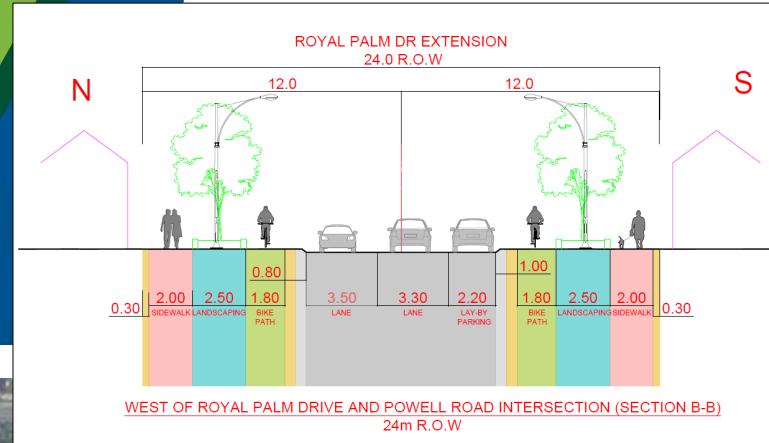 ROYAL PALM DR EXTENSION
24.0 R.O.W
12.0 12.0
N S
0.80 1.00
0.30 2.00 2.50 1.80 3.50 3.30 2.20 1.80 2.50 2.00 0.30
SIDEWALK LANDSCAPING BIKE PATH LANE LANE LAY-BY PARKING BIKE PATH LANDSCAPING SIDEWALK
WEST OF ROYAL PALM DRIVE AND POWELL ROAD INTERSECTION (SECTION B-B)
24m R.O.W